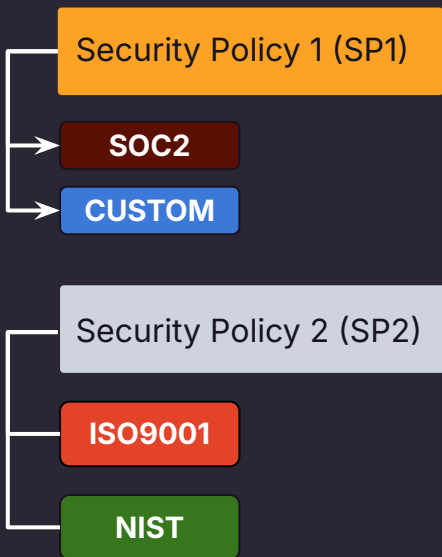 Security Policy 1 (SP1)
SOC2
CUSTOM
Security Policy 2 (SP2)
ISO9001
NIST